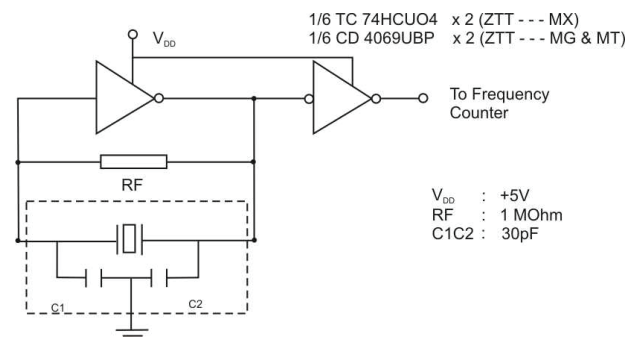 1/6 TC 74HCUO4 x 2 (ZTT - - - MX)
1/6 CD 4069UBP x 2 (ZTT - - - MG & MT)
VDD
To Frequency
Counter
RF
VDD : +5V
RF : 1 MOhm
C1C2 : 30pF
C1
C2